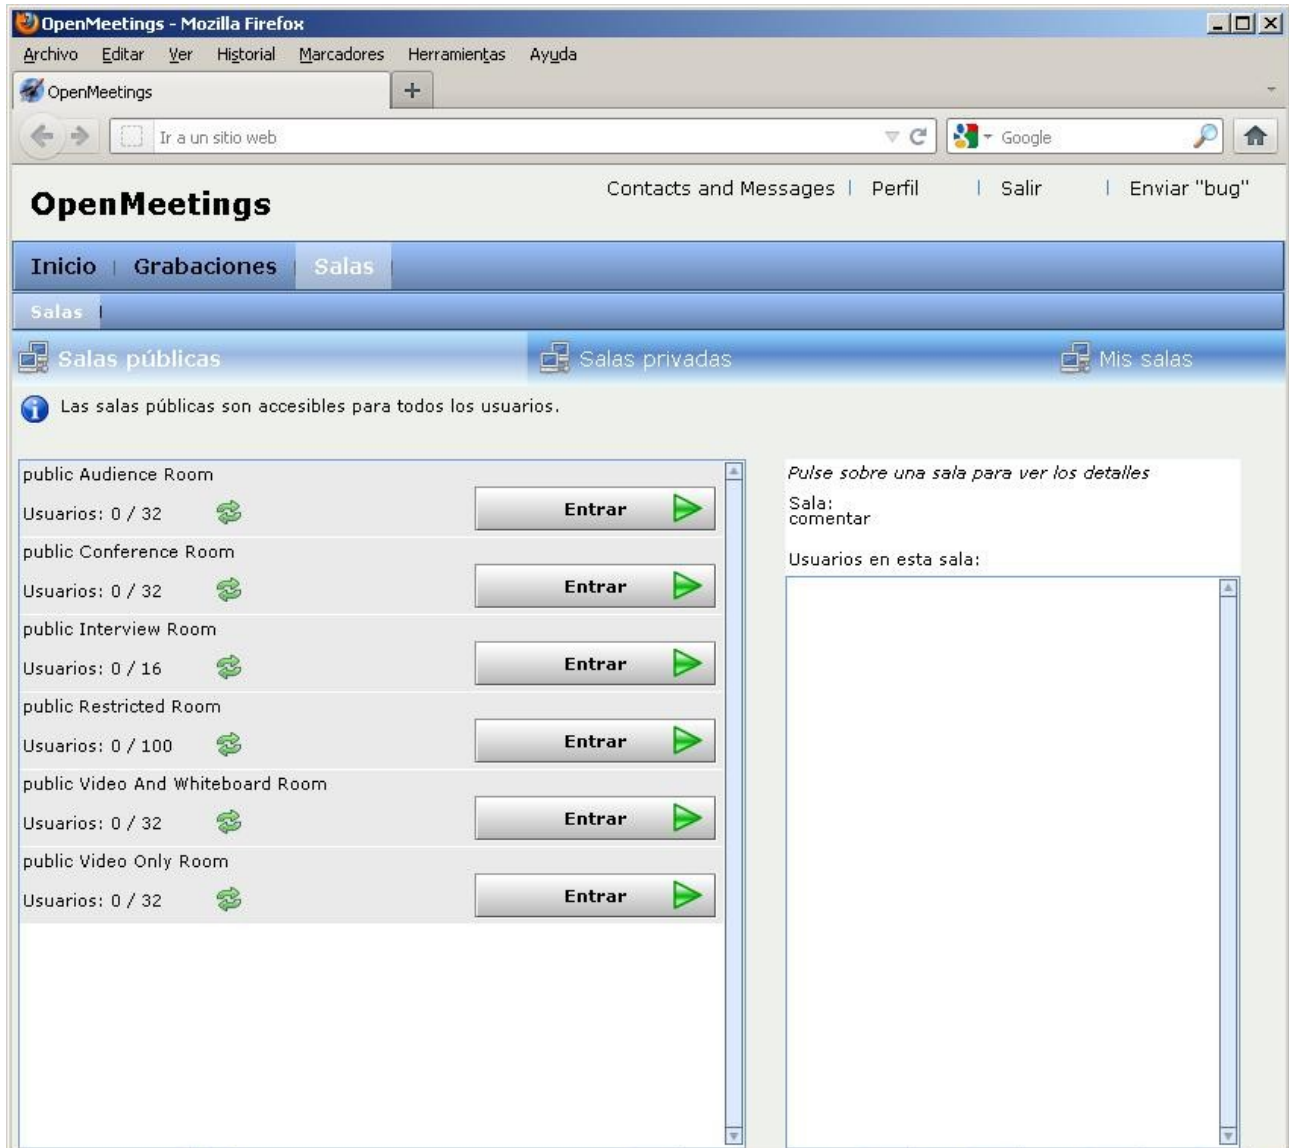 OpenMeetings - Mozilla Firefox
Archivo Editar Ver Historial Marcadores Herramientas Ayuda
OpenMeetings +
Ir a un sitio web Google
OpenMeetings
Contacts and Messages | Perfil | Salir | Enviar "bug"
Inicio | Grabaciones | Salas |
Salas |
Salas públicas Salas privadas Mis salas
Las salas públicas son accesibles para todos los usuarios.
public Audience Room
Usuarios: 0 / 32 Entrar
public Conference Room
Usuarios: 0 / 32 Entrar
public Interview Room
Usuarios: 0 / 16 Entrar
public Restricted Room
Usuarios: 0 / 100 Entrar
public Video And Whiteboard Room
Usuarios: 0 / 32 Entrar
public Video Only Room
Usuarios: 0 / 32 Entrar
Pulse sobre una sala para ver los detalles
Sala:
comentar
Usuarios en esta sala: